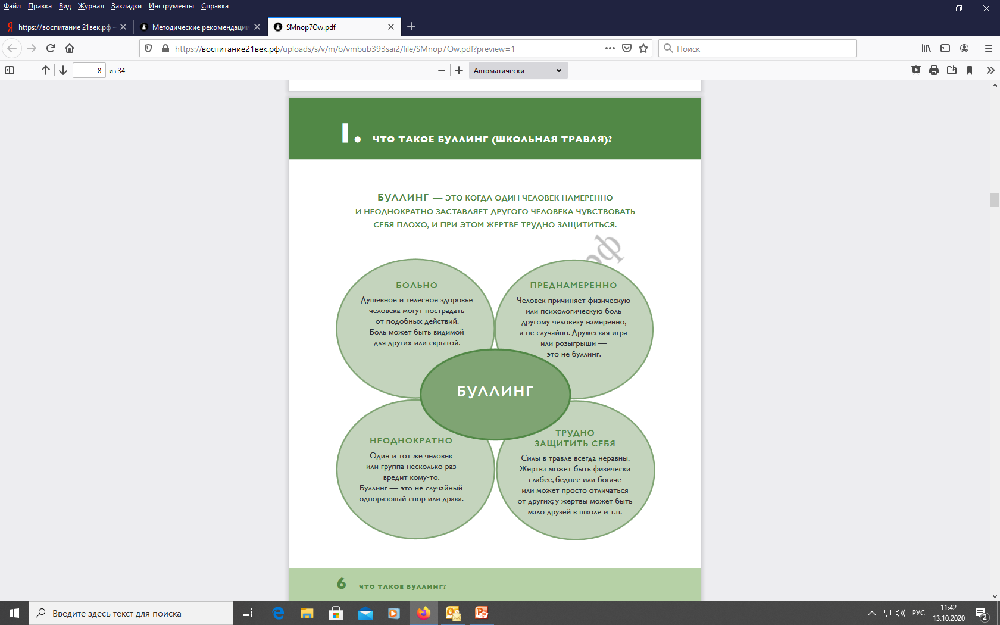 Файл Правка Вид Журнал Закладки Инструменты Справка
https://воспитание 21век.рф –
Методические рекомендации
SMnop7Ow.pdf
https://воспитание21век.рф/uploads/s/v/m/b/vmbub393sai2/file/SMnop7Ow.pdf?preview=1
Поиск
8 из 34
Автоматически
I. ЧТО ТАКОЕ БУЛЛИНГ (ШКОЛЬНАЯ ТРАВЛЯ)?
БУЛЛИНГ — ЭТО КОГДА ОДИН ЧЕЛОВЕК НАМЕРЕННО
И НЕОДНОКРАТНО ЗАСТАВЛЯЕТ ДРУГОГО ЧЕЛОВЕКА ЧУВСТВОВАТЬ
СЕБЯ ПЛОХО, И ПРИ ЭТОМ ЖЕРТВЕ ТРУДНО ЗАЩИТИТЬСЯ.
рф
БОЛЬНО
Душевное и телесное здоровье
человека могут пострадать
от подобных действий.
Боль может быть видимой
для других или скрытой.
ПРЕДНАМЕРЕННО
Человек причиняет физическую
или психологическую боль
другому человеку намеренно,
а не случайно. Дружеская игра
или розыгрыши —
это не буллинг.
БУЛЛИНГ
НЕОДНОКРАТНО
Один и тот же человек
или группа несколько раз
вредит кому-то.
Буллинг — это не случайный
одноразовый спор или драка.
ТРУДНО
ЗАЩИТИТЬ СЕБЯ
Силы в травле всегда неравны.
Жертва может быть физически
слабее, беднее или богаче
или может просто отличаться
от других; у жертвы может быть
мало друзей в школе и т.п.
6 ЧТО ТАКОЕ БУЛЛИНГ?
Введите здесь текст для поиска
РУС
11:42
13.10.2020
2